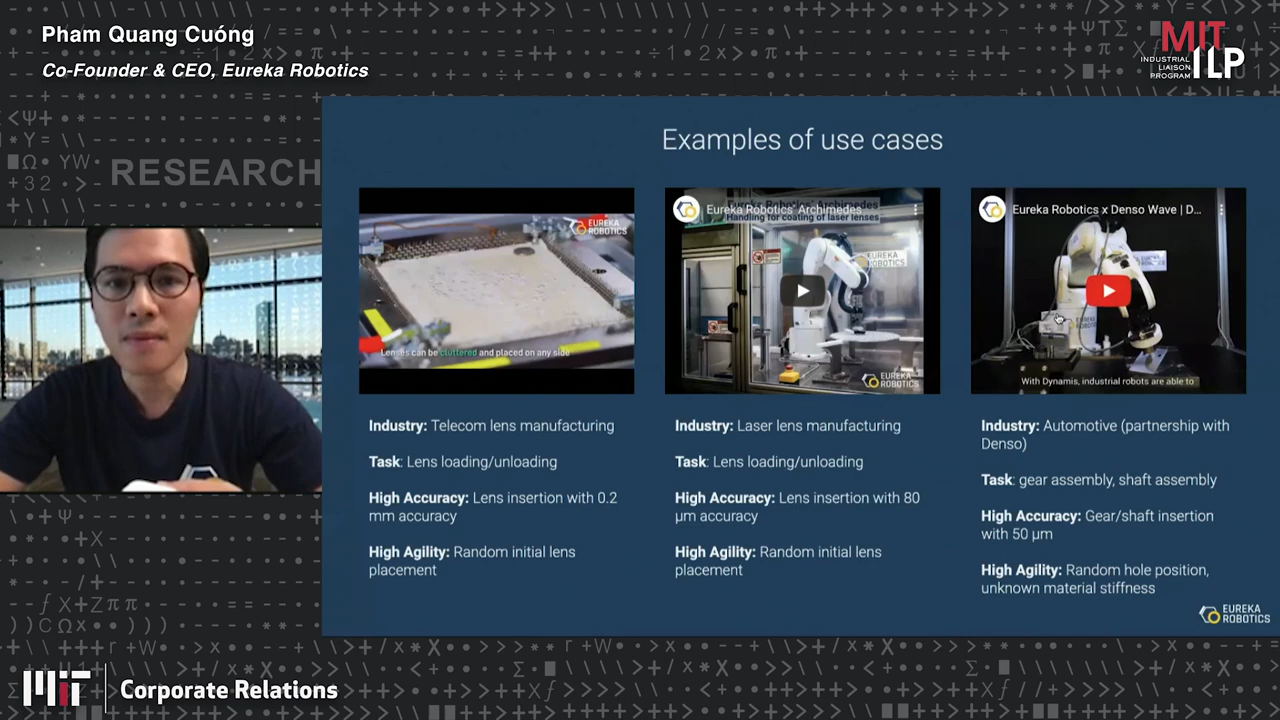 Pham Quang Cuóng
Co-Founder & CEO, Eureka Robotics
MIT
INDUSTRIAL
LIAISON
PROGRAM
ILP
RESEARCH
Examples of use cases
EUREKA
ROBOTICS
Lenses can be cluttered and placed on any side
Eureka Robotics' Archimedes
Handling for coating of laser lenses
EUREKA
ROBOTICS
EUREKA
ROBOTICS
Eureka Robotics x Denso Wave | D...
With Dynamis, industrial robots are able to
Industry: Telecom lens manufacturing
Task: Lens loading/unloading
High Accuracy: Lens insertion with 0.2
mm accuracy
High Agility: Random initial lens
placement
Industry: Laser lens manufacturing
Task: Lens loading/unloading
High Accuracy: Lens insertion with 80
µm accuracy
High Agility: Random initial lens
placement
Industry: Automotive (partnership with
Denso)
Task: gear assembly, shaft assembly
High Accuracy: Gear/shaft insertion
with 50 µm
High Agility: Random hole position,
unknown material stiffness
EUREKA
ROBOTICS
MIT Corporate Relations